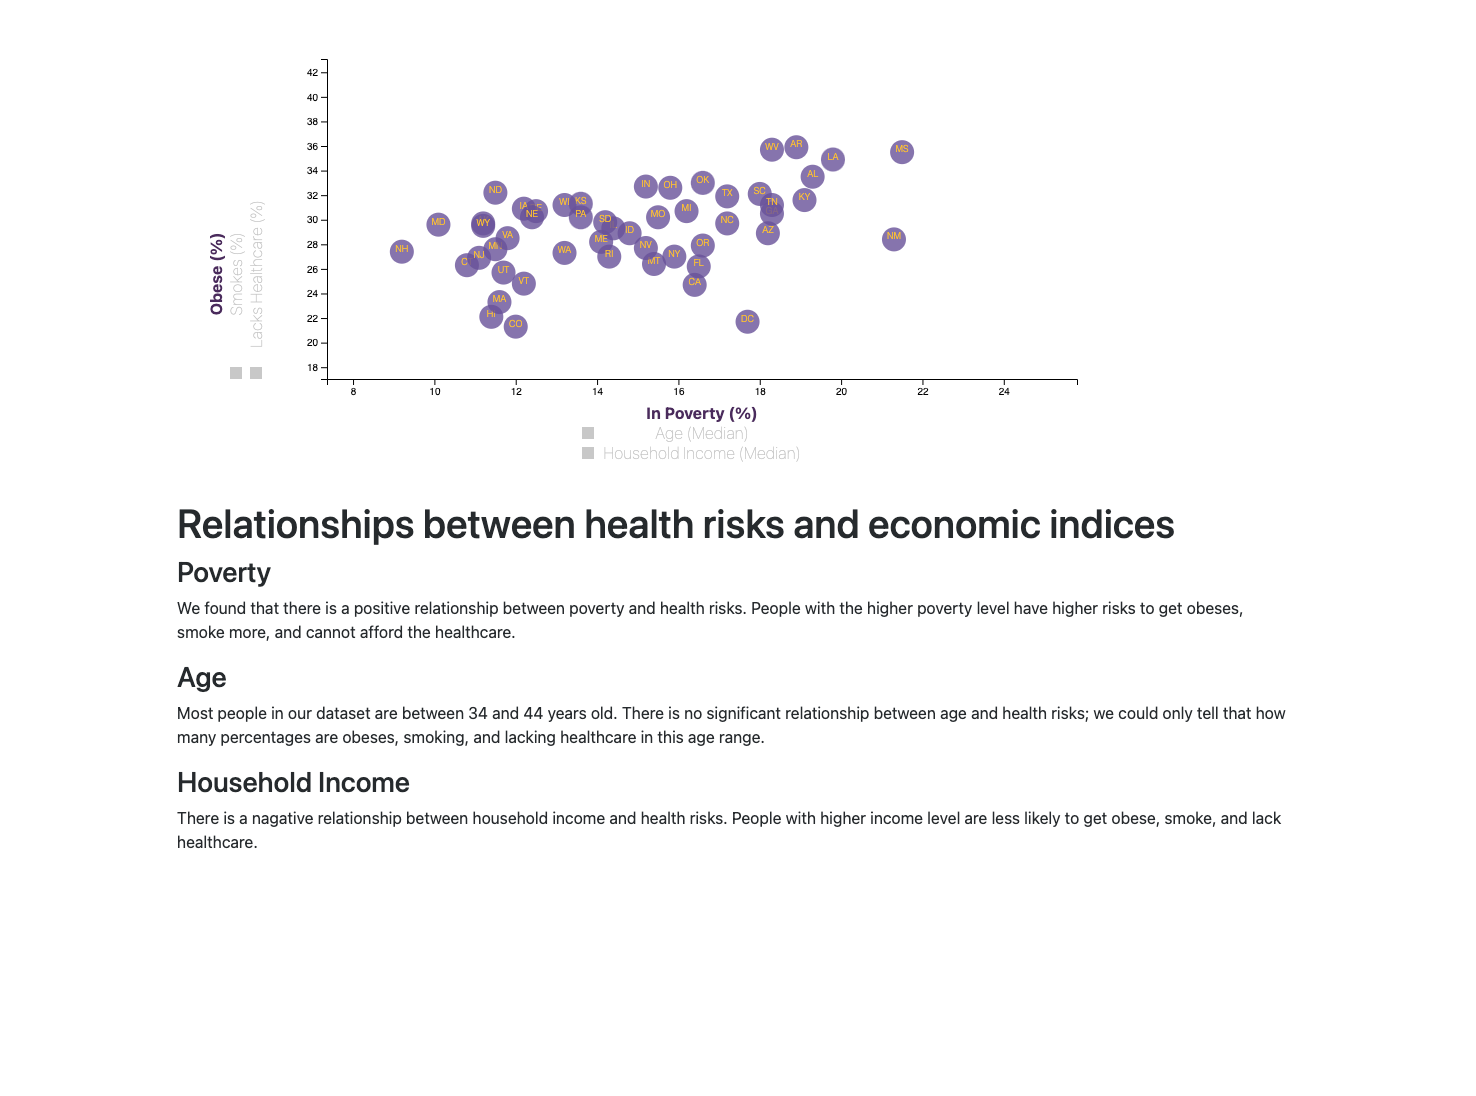 42
40
38
36
34
32
30
28
26
24
22
20
18
8
10
12
14
16
18
20
22
24
Obese (%)
Smokes (%)
Lacks Healthcare (%)
WV
AR
MS
LA
AL
IN
OH
OK
ND
TX
SC
KY
TN
WI
KS
NE
PA
MO
MI
SD
MD
WY
NC
ID
AZ
VA
ME
NM
NH
NV
OR
WA
RI
NJ
NY
MT
FL
UT
VT
CA
MA
CO
DC
In Poverty (%)
Age (Median)
Household Income (Median)
Relationships between health risks and economic indices
Poverty
We found that there is a positive relationship between poverty and health risks. People with the higher poverty level have higher risks to get obeses,
smoke more, and cannot afford the healthcare.
Age
Most people in our dataset are between 34 and 44 years old. There is no significant relationship between age and health risks; we could only tell that how
many percentages are obeses, smoking, and lacking healthcare in this age range.
Household Income
There is a nagative relationship between household income and health risks. People with higher income level are less likely to get obese, smoke, and lack
healthcare.